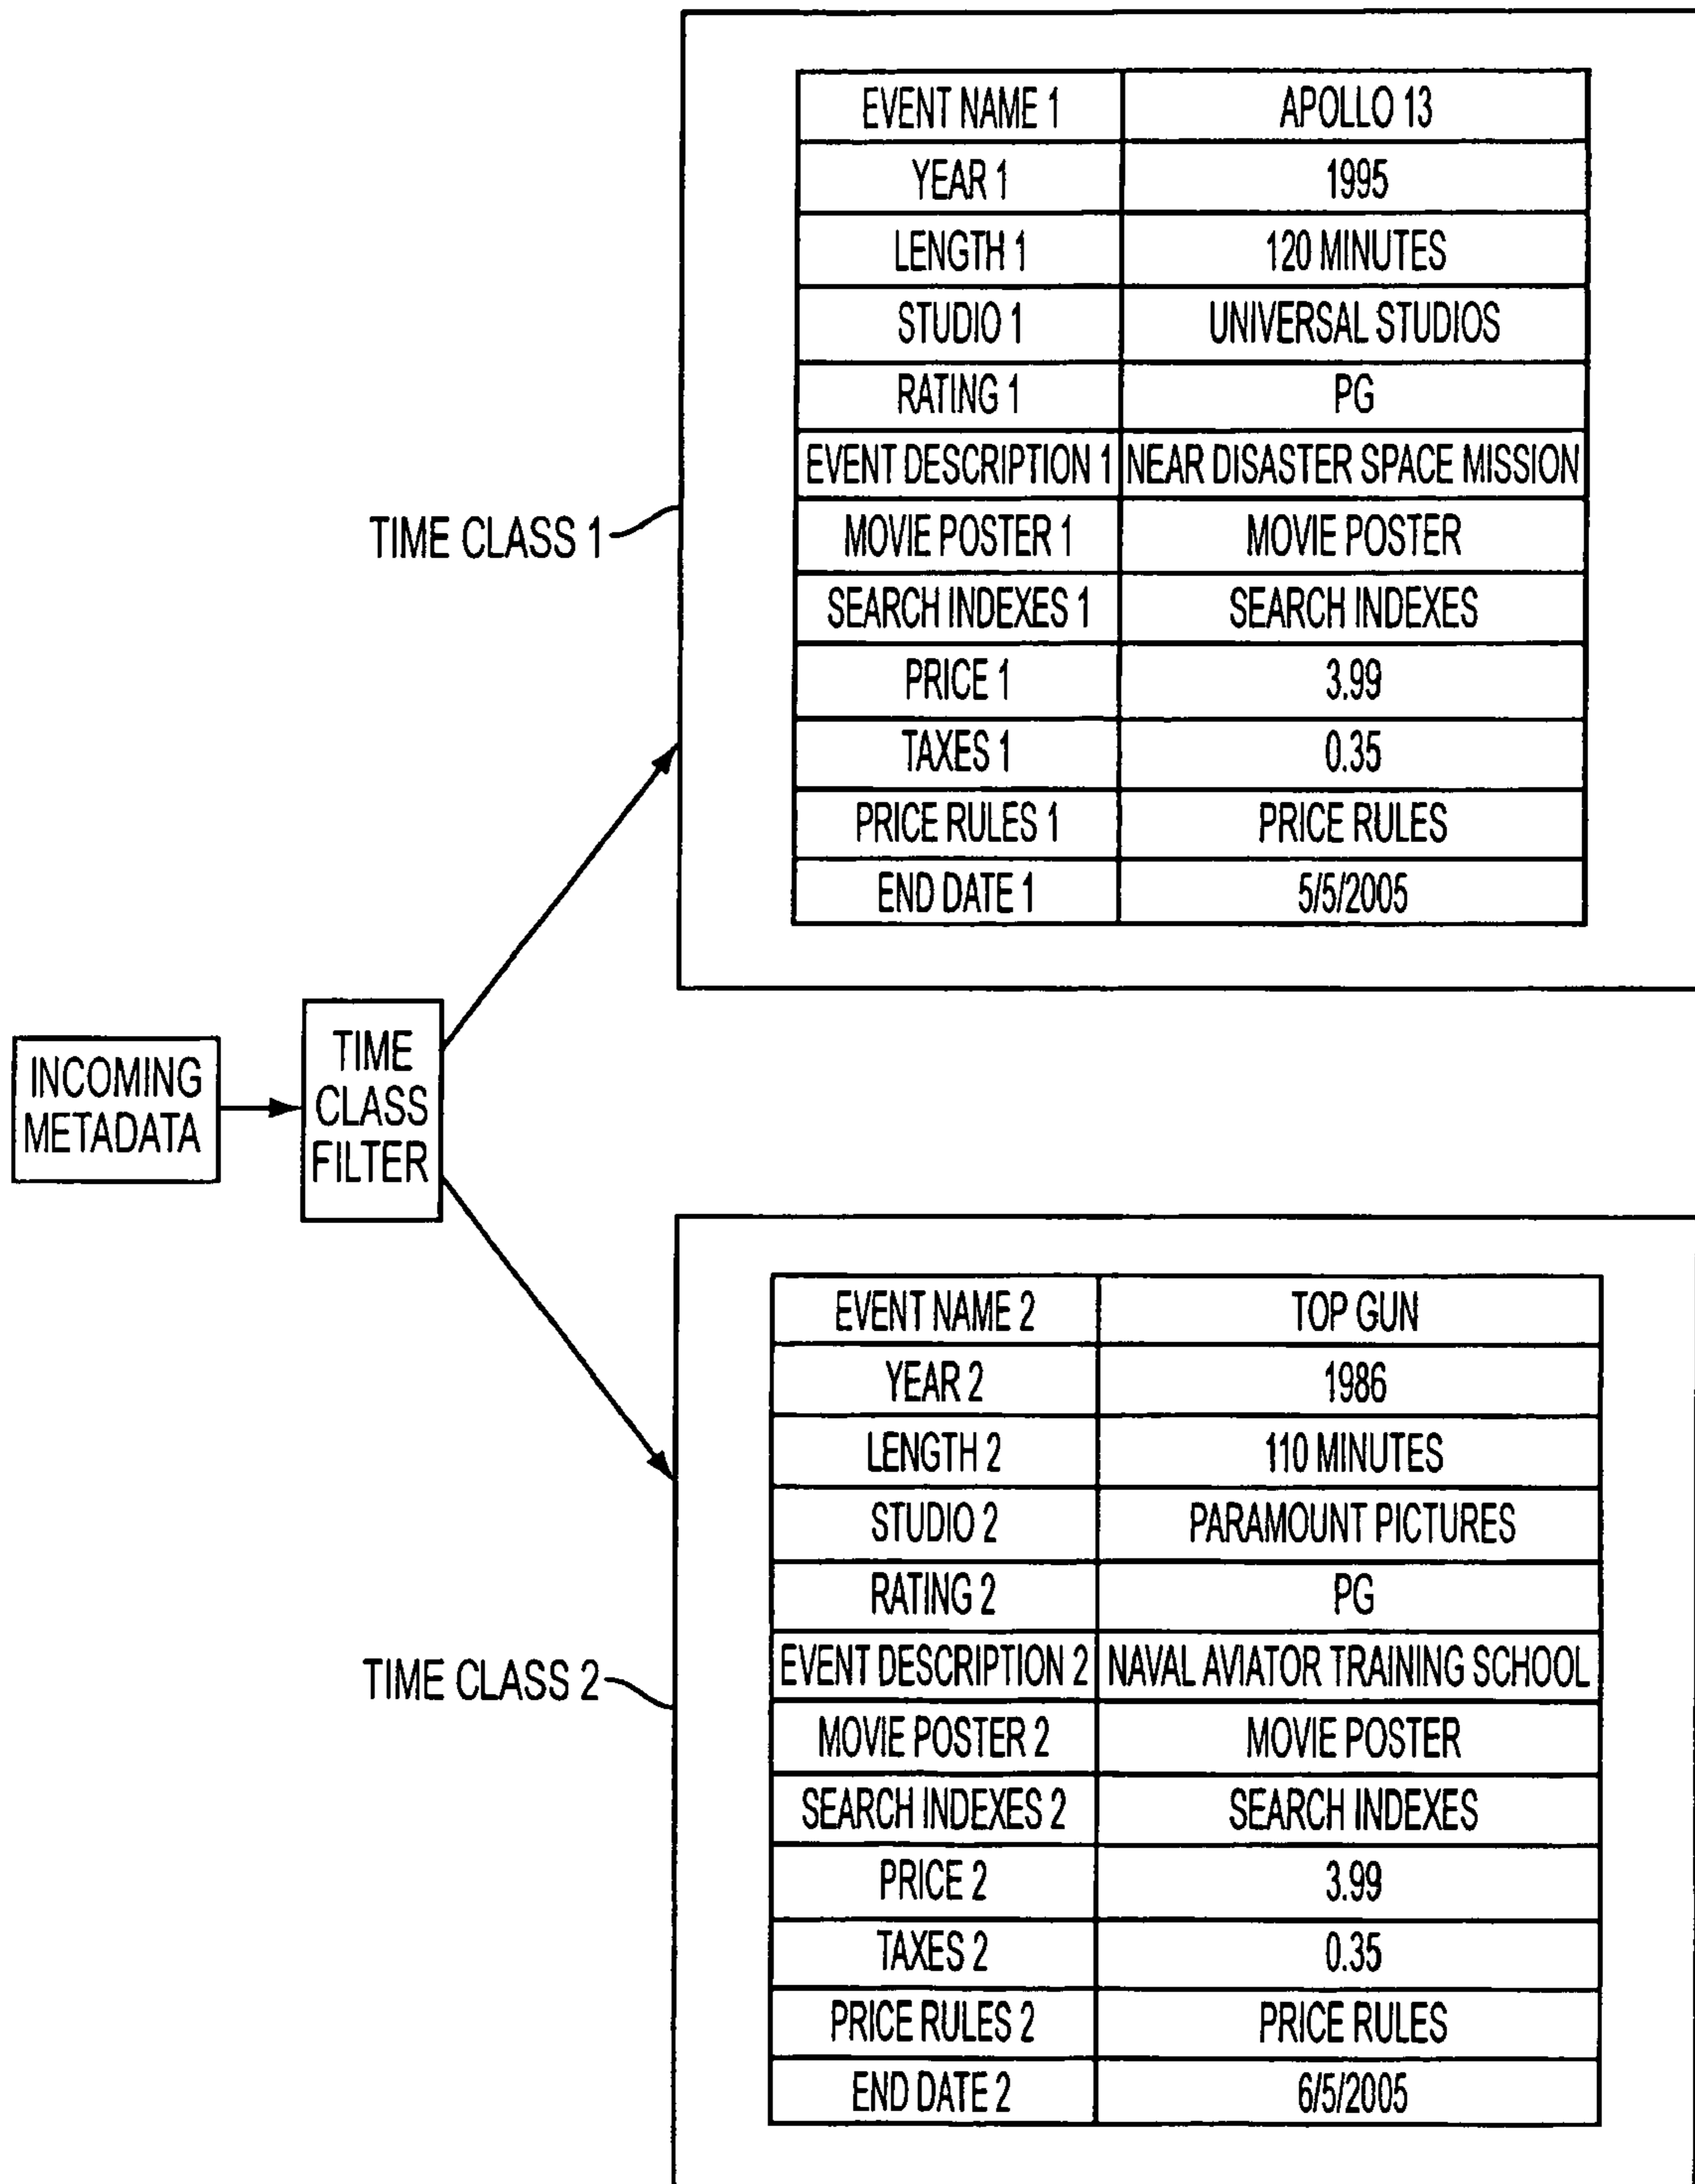 EVENT NAME 1 APOLLO 13
YEAR 1 1995
LENGTH 1 120 MINUTES
STUDIO 1 UNIVERSAL STUDIOS
RATING 1 PG
EVENT DESCRIPTION 1 NEAR DISASTER SPACE MISSION
MOVIE POSTER 1 MOVIE POSTER
SEARCH INDEXES 1 SEARCH INDEXES
PRICE 1 3.99
TAXES 1 0.35
PRICE RULES 1 PRICE RULES
END DATE 1 5/5/2005
TIME CLASS 1
INCOMING
METADATA
TIME
CLASS
FILTER
EVENT NAME 2 TOP GUN
YEAR 2 1986
LENGTH 2 110 MINUTES
STUDIO 2 PARAMOUNT PICTURES
RATING 2 PG
EVENT DESCRIPTION 2 NAVAL AVIATOR TRAINING SCHOOL
MOVIE POSTER 2 MOVIE POSTER
SEARCH INDEXES 2 SEARCH INDEXES
PRICE 2 3.99
TAXES 2 0.35
PRICE RULES 2 PRICE RULES
END DATE 2 6/5/2005
TIME CLASS 2